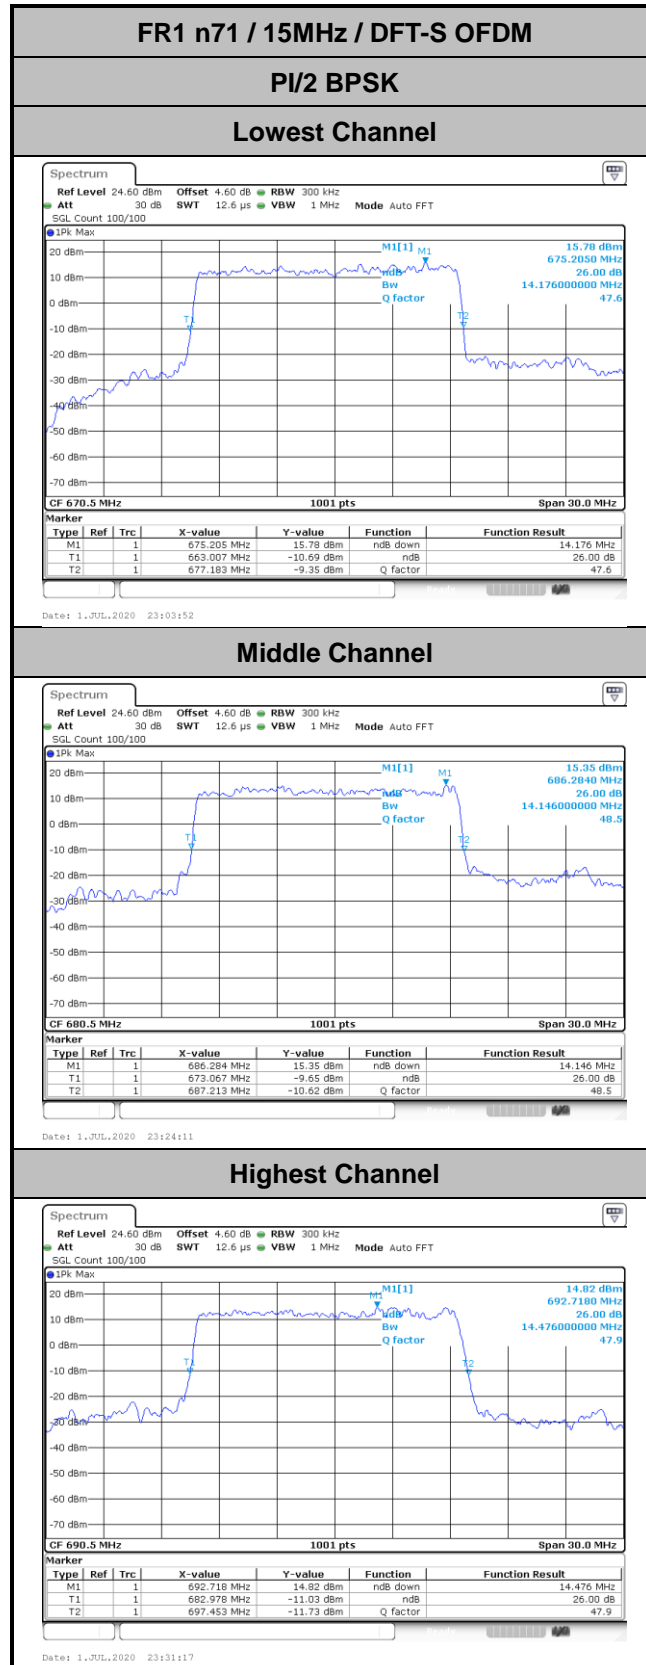 FR1 n71 / 15MHz / DFT-S OFDM
PI/2 BPSK
Lowest Channel
Spectrum
Ref Level 24.60 dBm Offset 4.60 dB RBW 300 kHz
Att 30 dB SWT 12.6 µs VBW 1 MHz Mode Auto FFT
SGL Count 100/100
1Pk Max
M1[1] 15.78 dBm
675.2050 MHz
ndB 26.00 dB
Bw 14.176000000 MHz
Q factor 47.6
M1
T1
T2
20 dBm
10 dBm
0 dBm
-10 dBm
-20 dBm
-30 dBm
-40 dBm
-50 dBm
-60 dBm
-70 dBm
CF 670.5 MHz 1001 pts Span 30.0 MHz
Marker
Type Ref Trc X-value Y-value Function Function Result
M1 1 675.205 MHz 15.78 dBm ndB down 14.176 MHz
T1 1 663.007 MHz -10.69 dBm ndB 26.00 dB
T2 1 677.183 MHz -9.35 dBm Q factor 47.6
Date: 1.JUL.2020 23:03:52
Middle Channel
Spectrum
Ref Level 24.60 dBm Offset 4.60 dB RBW 300 kHz
Att 30 dB SWT 12.6 µs VBW 1 MHz Mode Auto FFT
SGL Count 100/100
1Pk Max
M1[1] 15.35 dBm
686.2840 MHz
ndB 26.00 dB
Bw 14.146000000 MHz
Q factor 48.5
M1
T1
T2
20 dBm
10 dBm
0 dBm
-10 dBm
-20 dBm
-30 dBm
-40 dBm
-50 dBm
-60 dBm
-70 dBm
CF 680.5 MHz 1001 pts Span 30.0 MHz
Marker
Type Ref Trc X-value Y-value Function Function Result
M1 1 686.284 MHz 15.35 dBm ndB down 14.146 MHz
T1 1 673.067 MHz -9.65 dBm ndB 26.00 dB
T2 1 687.213 MHz -10.62 dBm Q factor 48.5
Date: 1.JUL.2020 23:24:11
Highest Channel
Spectrum
Ref Level 24.60 dBm Offset 4.60 dB RBW 300 kHz
Att 30 dB SWT 12.6 µs VBW 1 MHz Mode Auto FFT
SGL Count 100/100
1Pk Max
M1[1] 14.82 dBm
692.7180 MHz
ndB 26.00 dB
Bw 14.476000000 MHz
Q factor 47.9
M1
T1
T2
20 dBm
10 dBm
0 dBm
-10 dBm
-20 dBm
-30 dBm
-40 dBm
-50 dBm
-60 dBm
-70 dBm
CF 690.5 MHz 1001 pts Span 30.0 MHz
Marker
Type Ref Trc X-value Y-value Function Function Result
M1 1 692.718 MHz 14.82 dBm ndB down 14.476 MHz
T1 1 682.978 MHz -11.03 dBm ndB 26.00 dB
T2 1 697.453 MHz -11.73 dBm Q factor 47.9
Date: 1.JUL.2020 23:31:17